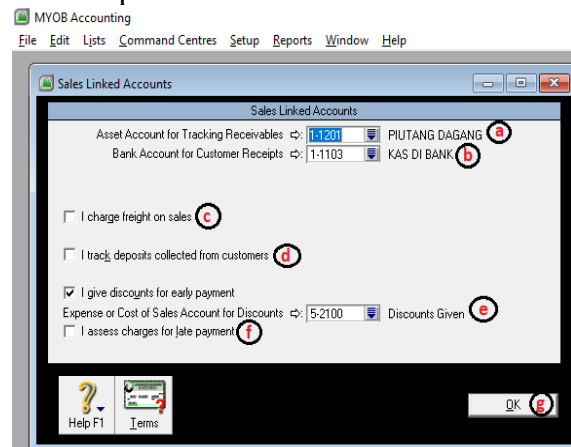 MYOB Accounting
File Edit Lists Command Centres Setup Reports Window Help
Sales Linked Accounts
Sales Linked Accounts
Asset Account for Tracking Receivables 1-1201 PIUTANG DAGANG a
Bank Account for Customer Receipts 1-1103 KAS DI BANK b
I charge freight on sales c
I track deposits collected from customers d
I give discounts for early payment
Expense or Cost of Sales Account for Discounts 5-2100 Discounts Given e
I assess charges for late payment f
Help F1 Terms OK g